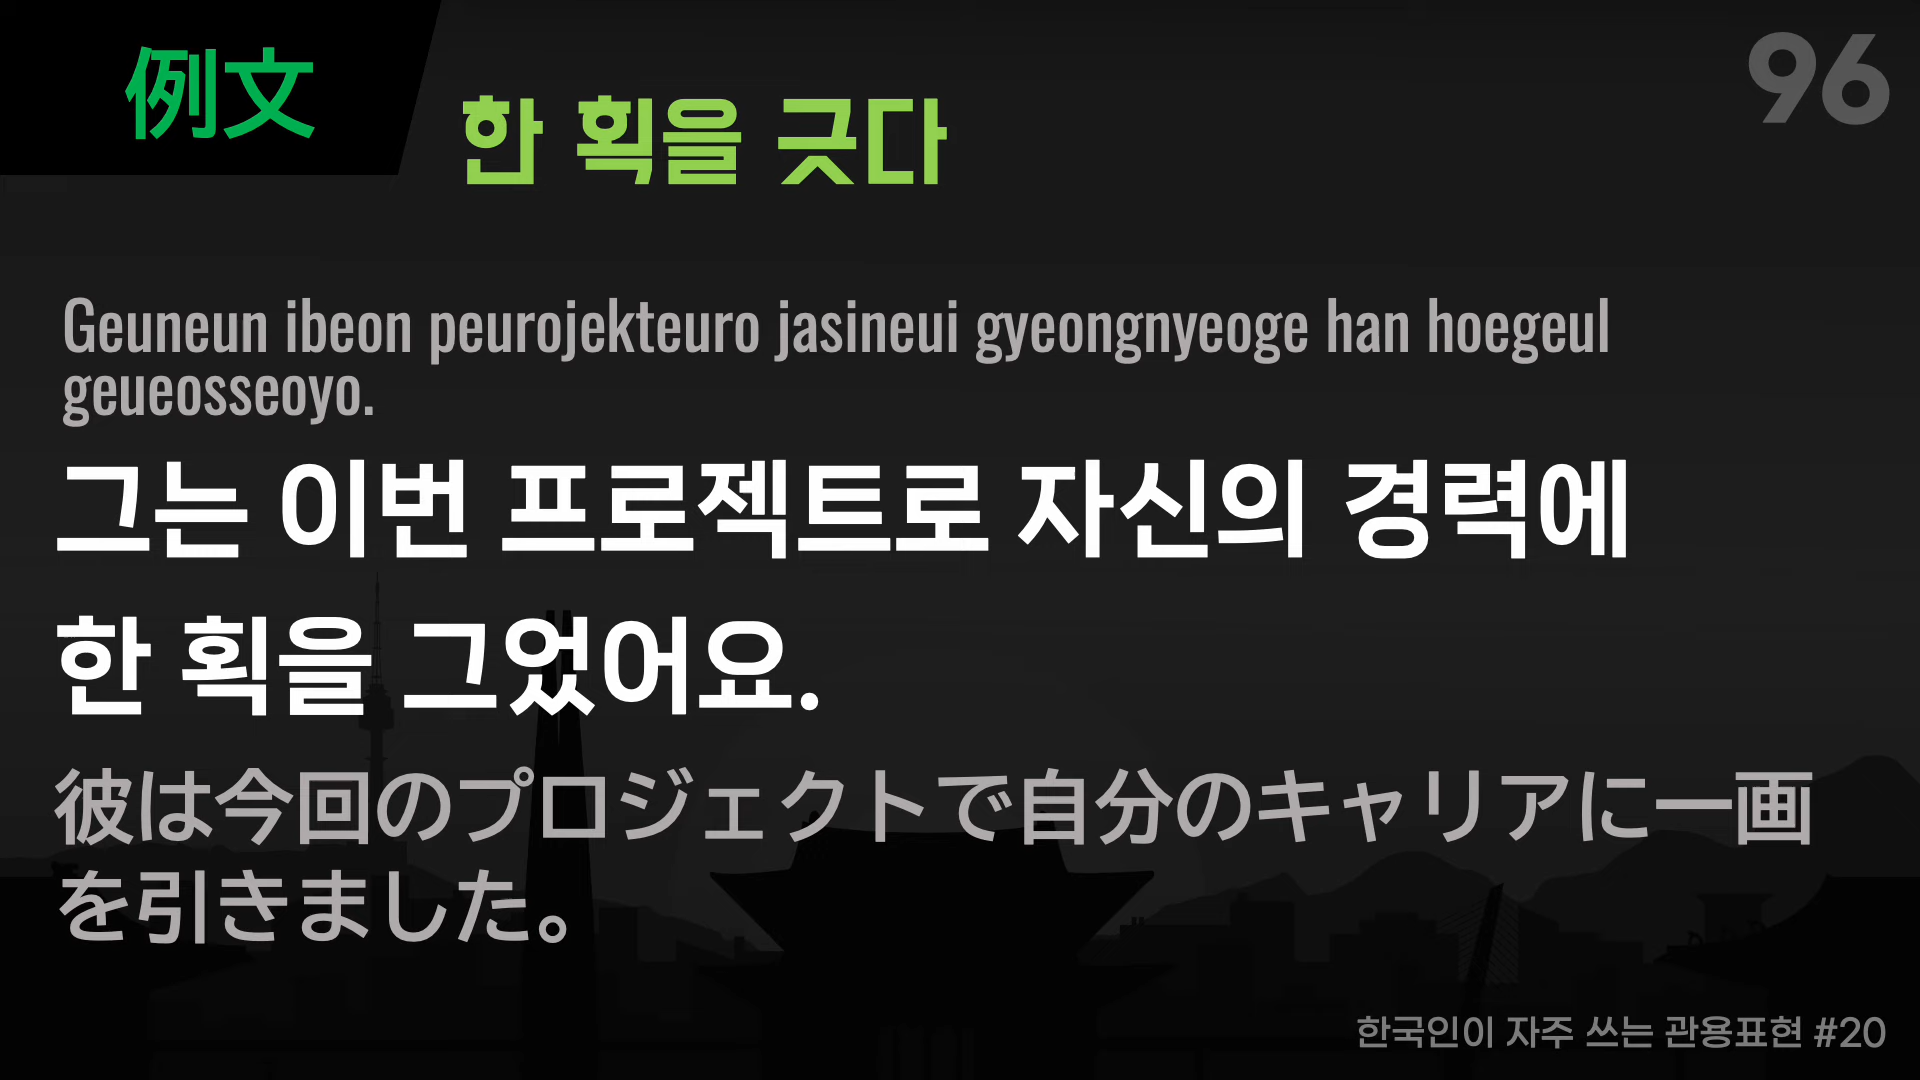 例文
한 획을 긋다
96
Geuneun ibeon peurojekteuro jasineui gyeongnyeoge han hoegeul
geueosseoyo.
그는 이번 프로젝트로 자신의 경력에
한 획을 그었어요.
彼は今回のプロジェクトで自分のキャリアに一画
を引きました。
한국인이 자주 쓰는 관용표현 #20